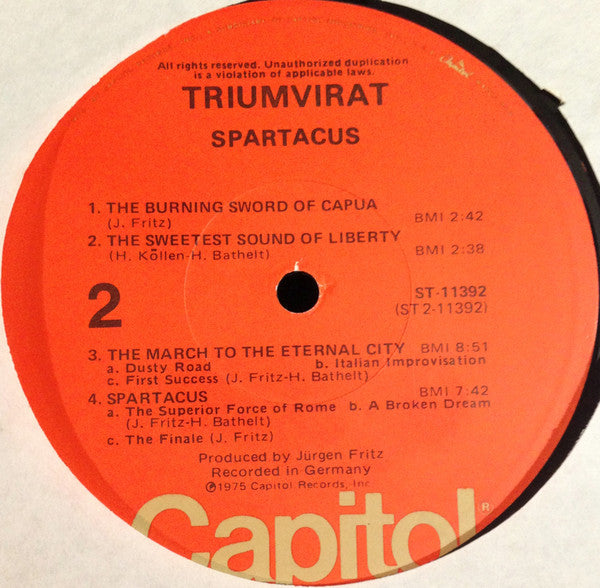 All rights reserved. Unauthorized duplication
is a violation of applicable laws.
Capitol
TRIUMVIRAT
SPARTACUS
1. THE BURNING SWORD OF CAPUA
(J. Fritz) BMI 2:42
2. THE SWEETEST SOUND OF LIBERTY
(H. Köllen-H. Bathelt) BMI 2:38
2
ST-11392
(ST 2-11392)
3. THE MARCH TO THE ETERNAL CITY BMI 8:51
a. Dusty Road b. Italian Improvisation
c. First Success (J. Fritz-H. Bathelt)
4. SPARTACUS BMI 7:42
a. The Superior Force of Rome b. A Broken Dream
(J. Fritz-H. Bathelt)
c. The Finale (J. Fritz)
Produced by Jürgen Fritz
Recorded in Germany
℗1975 Capitol Records, Inc.
Capitol®